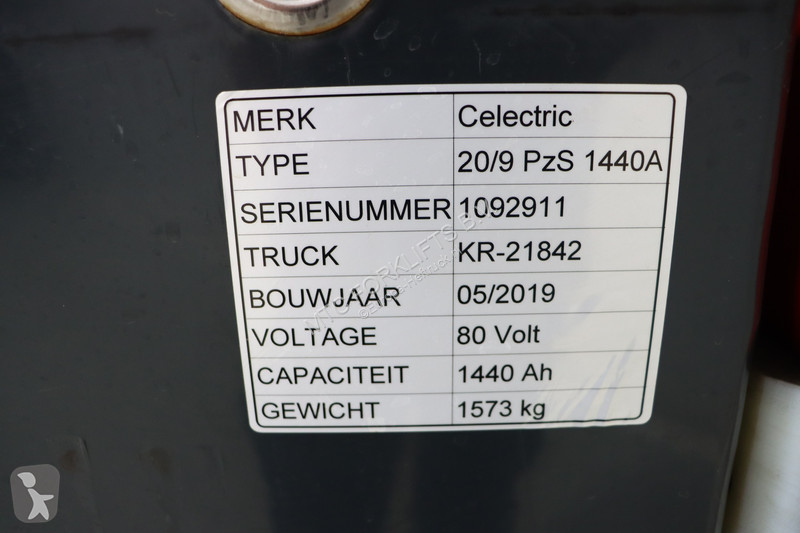 MERK Celectric
TYPE 20/9 PzS 1440A
SERIENUMMER 1092911
TRUCK KR-21842
BOUWJAAR 05/2019
VOLTAGE 80 Volt
CAPACITEIT 1440 Ah
GEWICHT 1573 kg